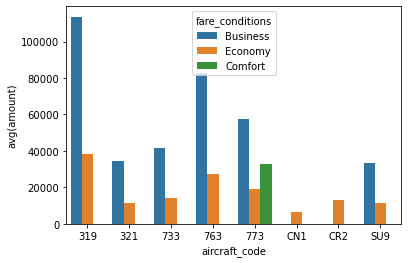 fare_conditions
Business
Economy
Comfort
avg(amount)
100000
80000
60000
40000
20000
0
319 321 733 763 773 CN1 CR2 SU9
aircraft_code